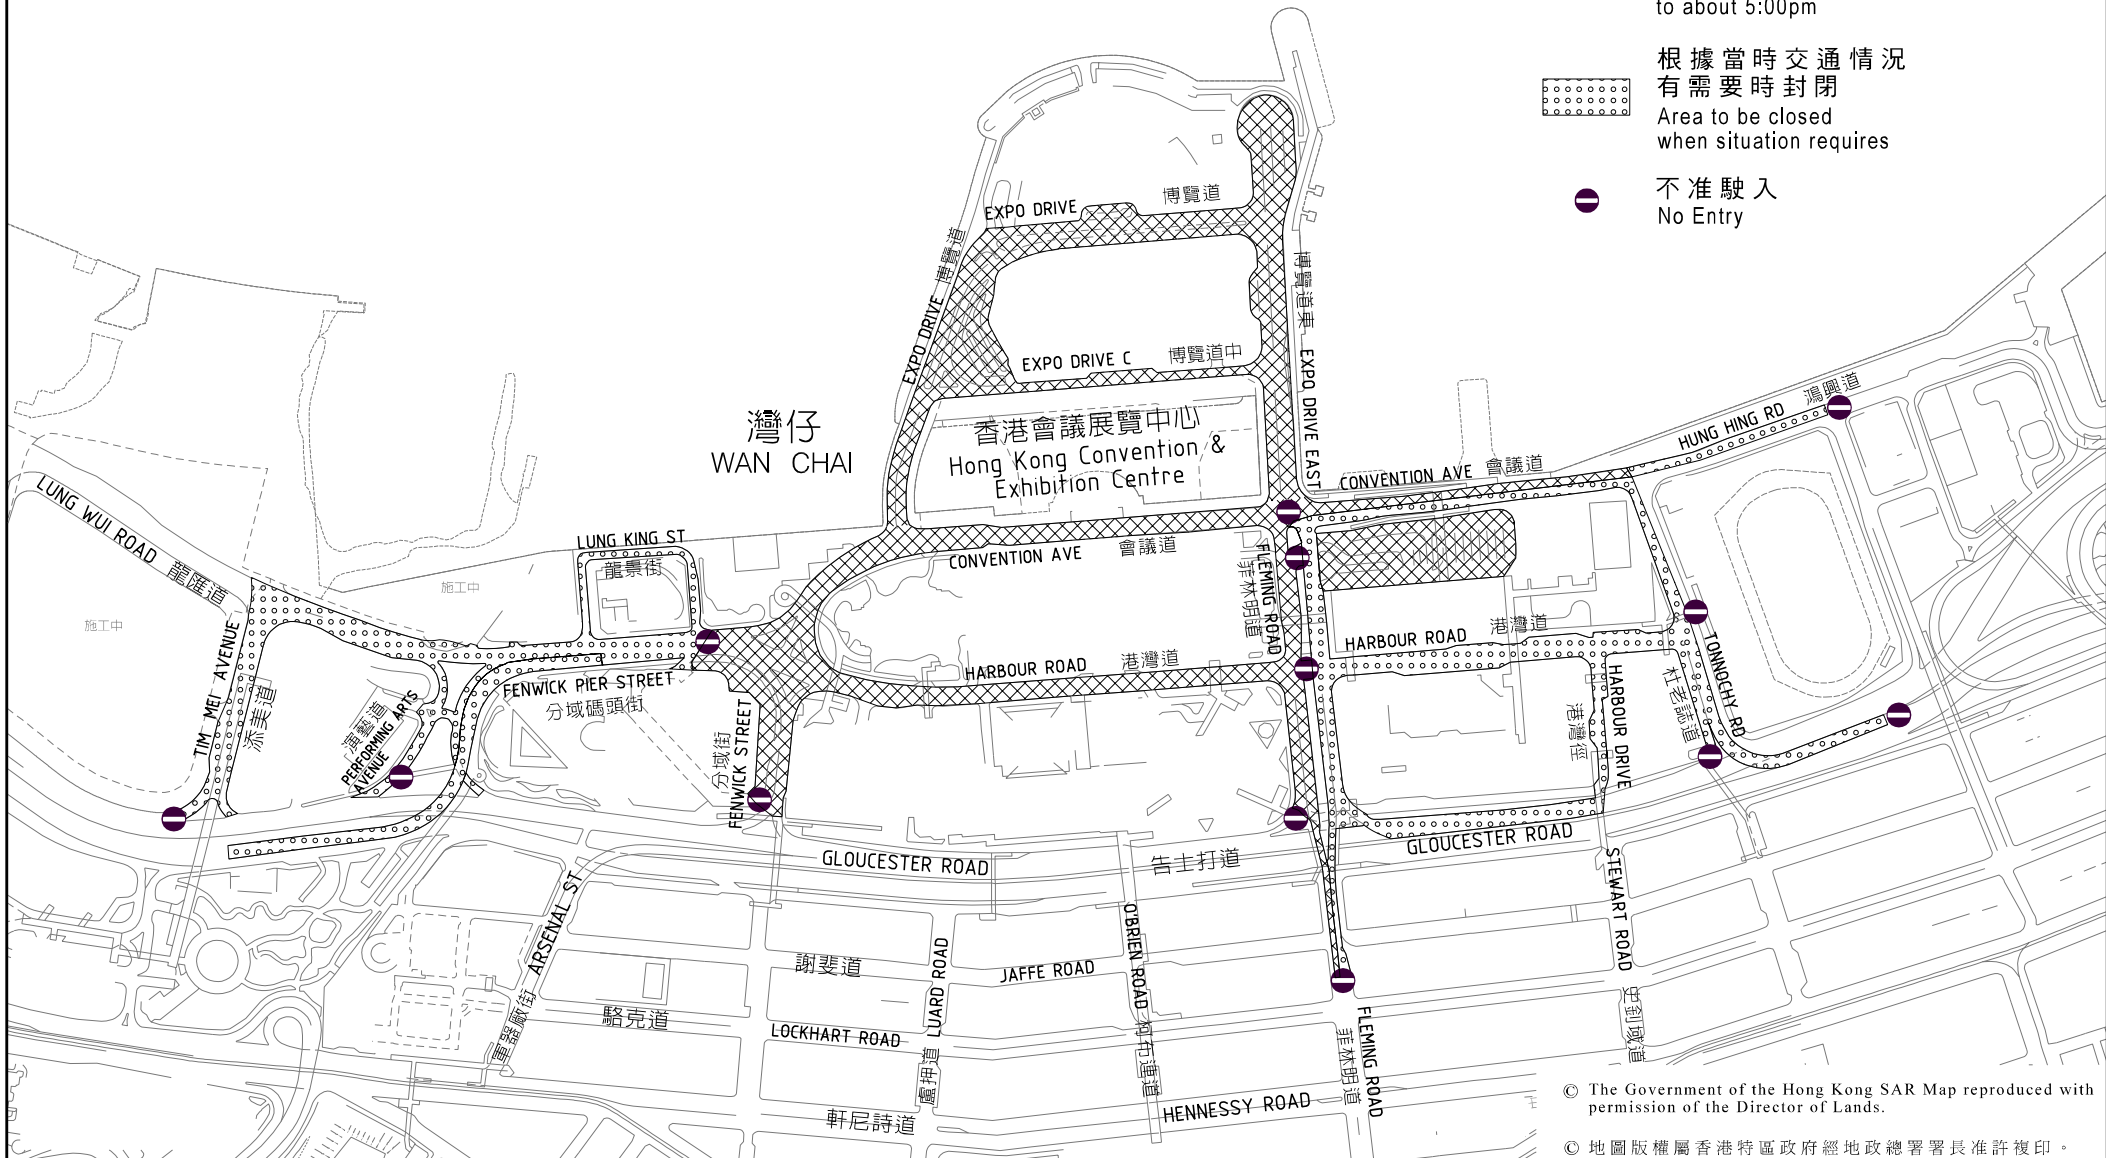 to about 5:00pm
根據當時交通情況
有需要時封閉
Area to be closed
when situation requires
不准駛入
No Entry
博覽道
EXPO DRIVE
博覽道
EXPO DRIVE
博覽道東
EXPO DRIVE EAST
EXPO DRIVE C
博覽道中
鴻興道
HUNG HING RD
灣仔
WAN CHAI
香港會議展覽中心
Hong Kong Convention &
Exhibition Centre
CONVENTION AVE 會議道
LUNG WUI ROAD
龍匯道
LUNG KING ST
龍景街
CONVENTION AVE
會議道
FLEMING ROAD
菲林明道
施工中
施工中
TIM MEI AVENUE
添美道
演藝道
PERFORMING ARTS
AVENUE
FENWICK PIER STREET
分域碼頭街
分域街
FENWICK STREET
HARBOUR ROAD
港灣道
HARBOUR ROAD
港灣道
港灣徑
HARBOUR DRIVE
杜老誌道
TONNOCHY RD
GLOUCESTER ROAD
告士打道
GLOUCESTER ROAD
ARSENAL ST
軍器廠街
謝斐道
JAFFE ROAD
LUARD ROAD
盧押道
O'BRIEN ROAD
柯布連道
STEWART ROAD
史釗域道
駱克道
LOCKHART ROAD
FLEMING ROAD
菲林明道
軒尼詩道
HENNESSY ROAD
© The Government of the Hong Kong SAR Map reproduced with
permission of the Director of Lands.
© 地圖版權屬香港特區政府經地政總署署長准許複印。